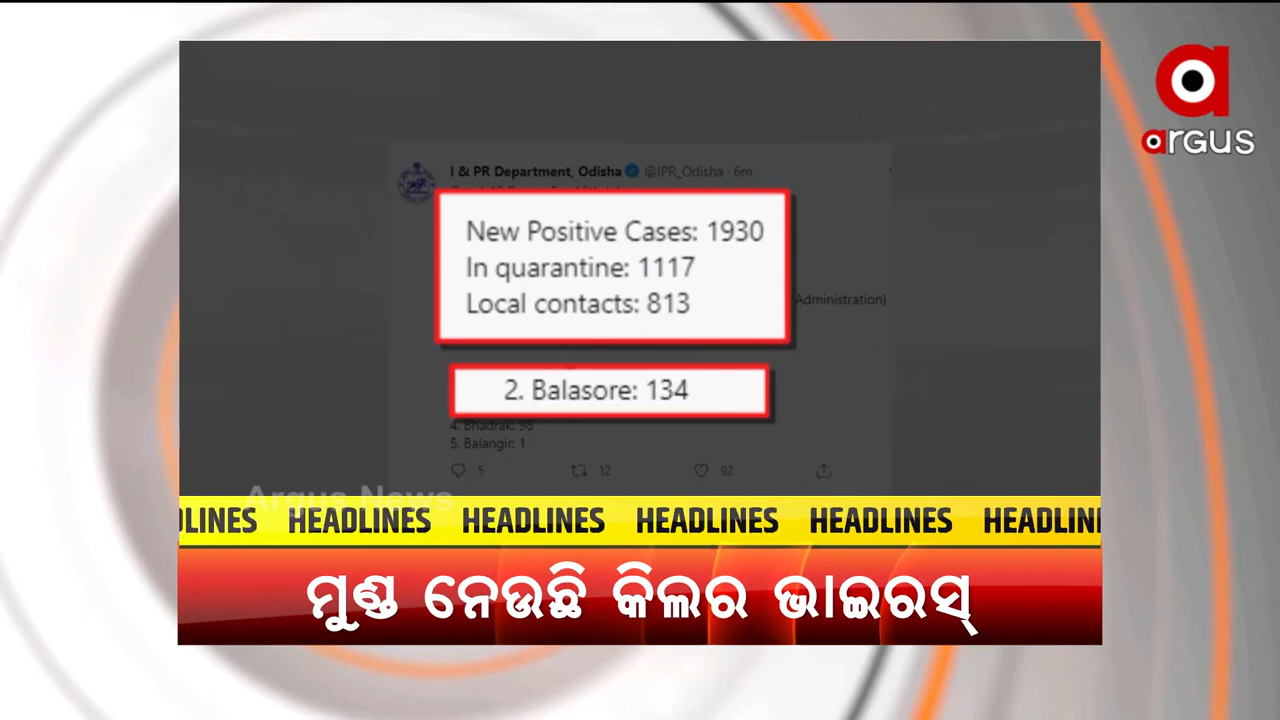 argus
I & PR Department, Odisha @IPR_Odisha · 6m
New Positive Cases: 1930
In quarantine: 1117
Local contacts: 813
Administration)
2. Balasore: 134
4. Bhadrak: 98
5. Balangir: 1
5 12 92
Argus News
DLINES HEADLINES HEADLINES HEADLINES HEADLINES HEADLIN
ମୁଣ୍ଡ ନେଉଛି କିଲର ଭାଇରସ୍